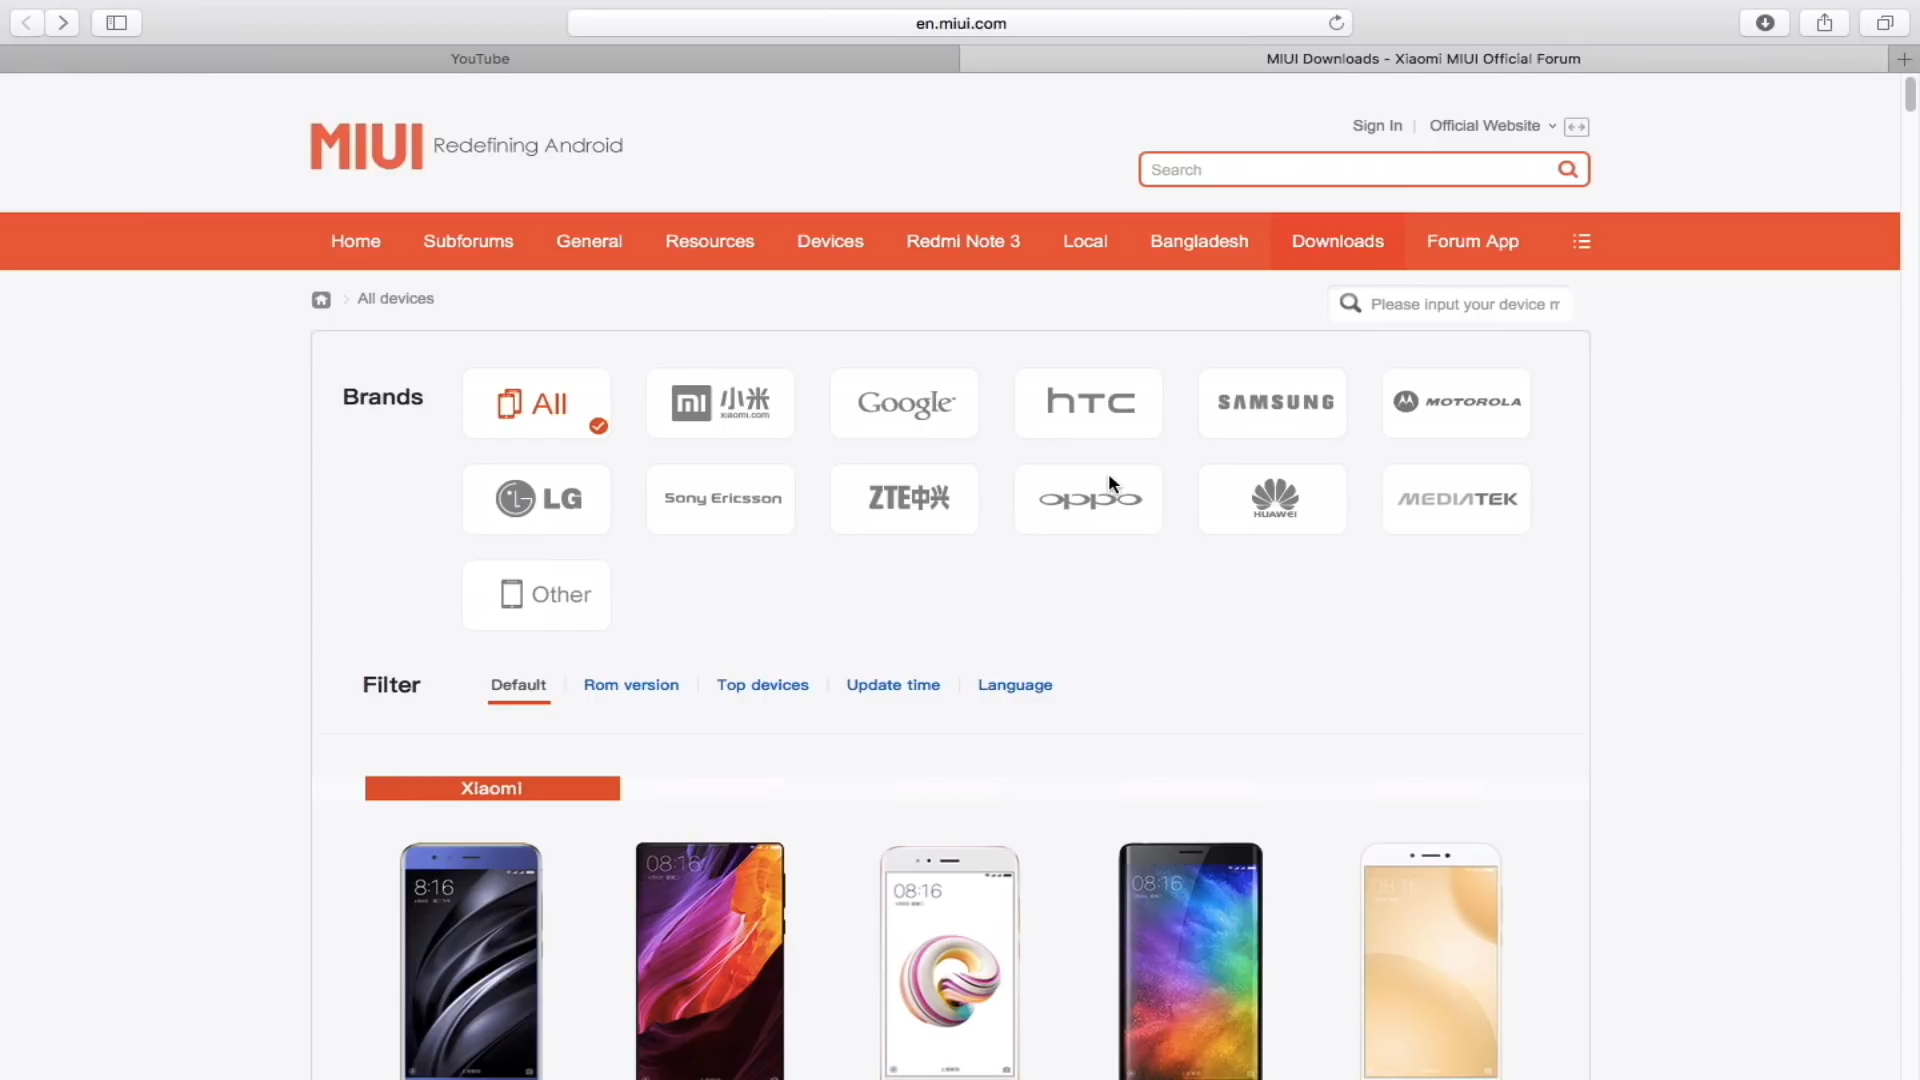 en.miui.com
YouTube
MIUI Downloads - Xiaomi MIUI Official Forum
MIUI Redefining Android
Sign In | Official Website
Search
Home Subforums General Resources Devices Redmi Note 3 Local Bangladesh Downloads Forum App
All devices
Please input your device m
Brands
All
mi 小米
xiaomi.com
Google
hTC
SAMSUNG
MOTOROLA
LG
Sony Ericsson
ZTE中兴
oppo
HUAWEI
MEDIATEK
Other
Filter Default Rom version Top devices Update time Language
Xiaomi
8:16
08:16
08:16
08:16